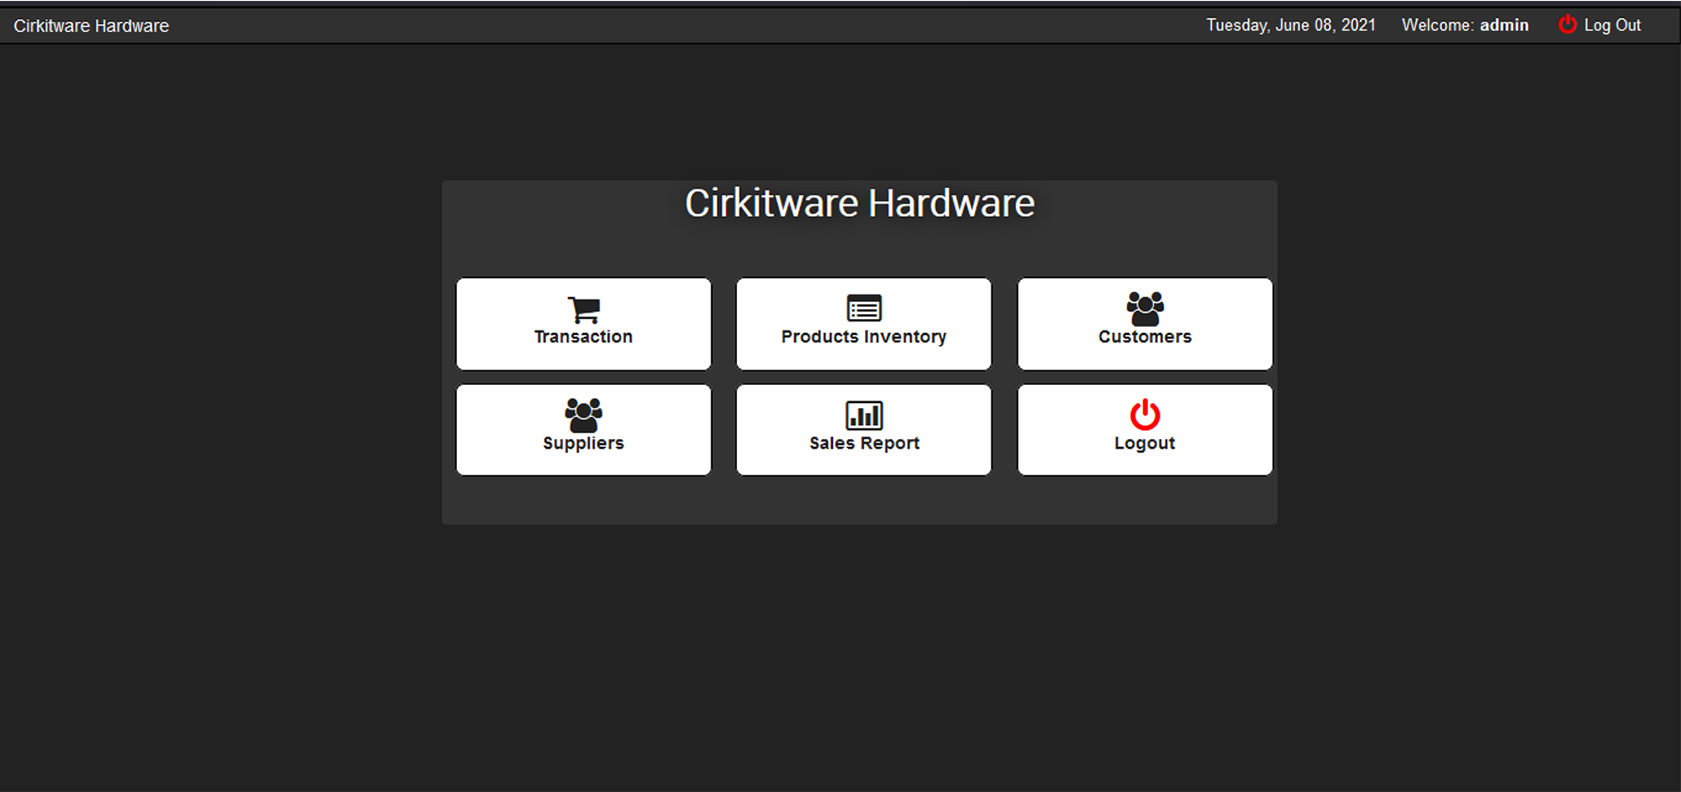 Cirkitware Hardware
Tuesday, June 08, 2021 Welcome: admin Log Out
Cirkitware Hardware
Transaction
Products Inventory
Customers
Suppliers
Sales Report
Logout